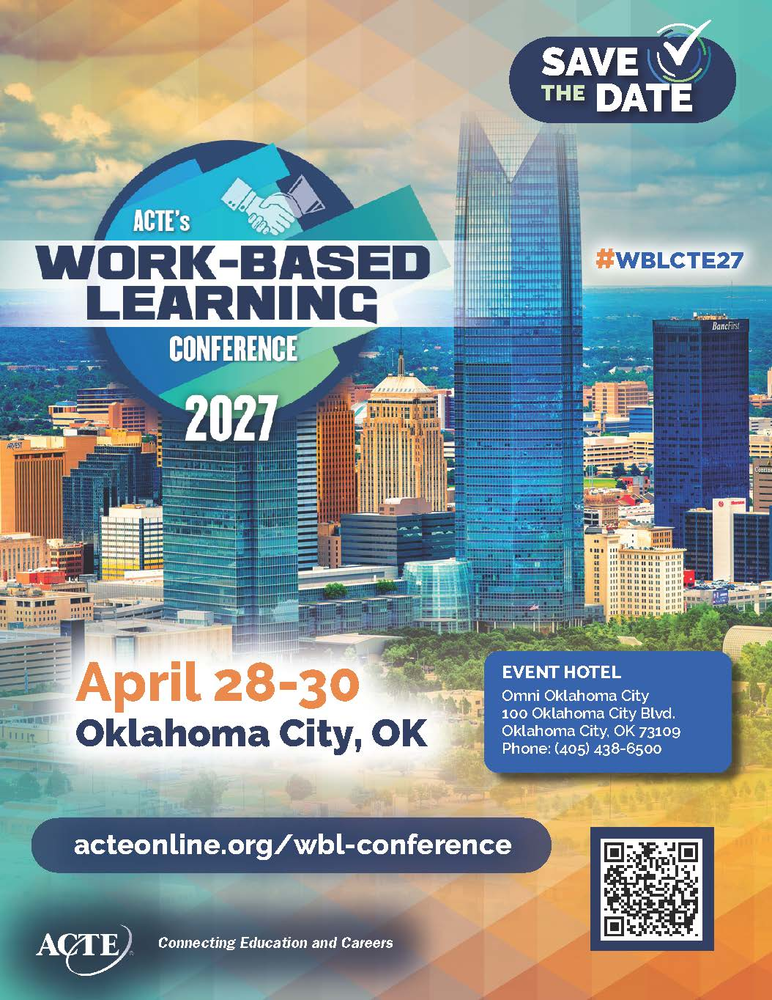 SAVE
THE DATE
ACTE's
WORK-BASED
LEARNING
CONFERENCE
2027
#WBLCTE27
BancFirst
ARVEST
Sheraton
April 28-30
Oklahoma City, OK
EVENT HOTEL
Omni Oklahoma City
100 Oklahoma City Blvd.
Oklahoma City, OK 73109
Phone: (405) 438-6500
acteonline.org/wbl-conference
ACTE®
Connecting Education and Careers